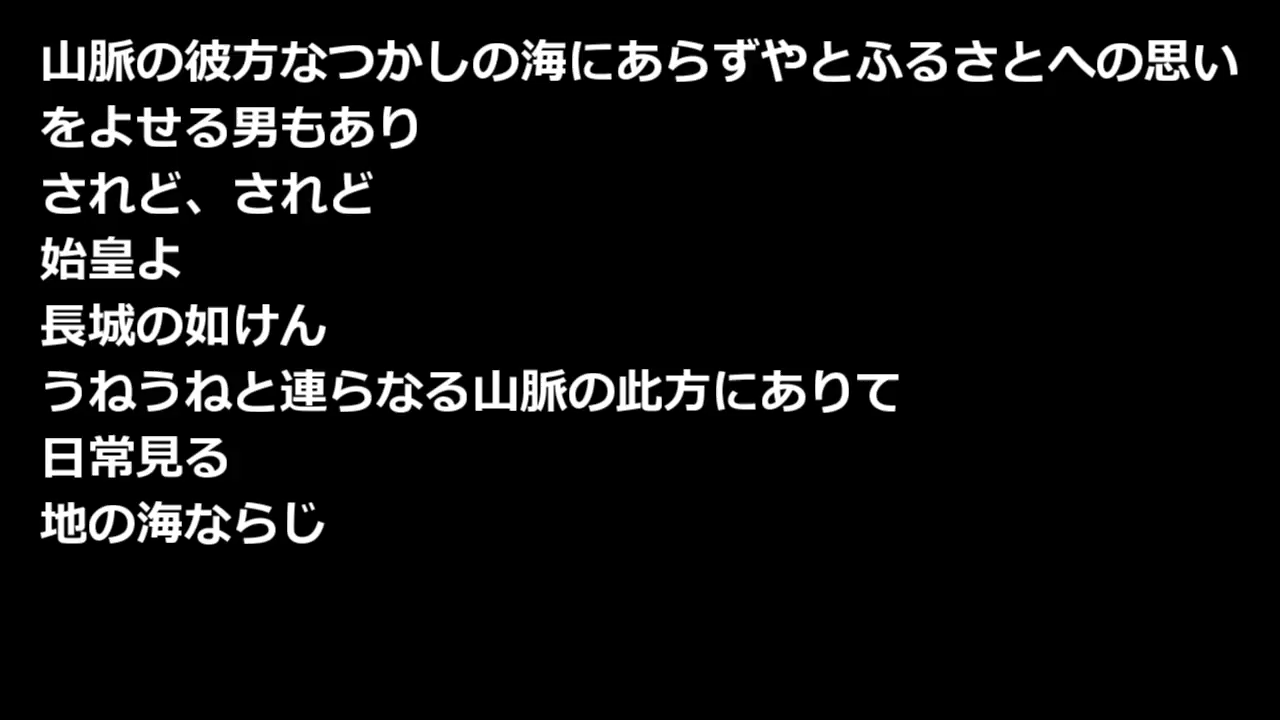 山脈の彼方なつかしの海にあらずやとふるさとへの思い
をよせる男もあり
されど、されど
始皇よ
長城の如けん
うねうねと連らなる山脈の此方にありて
日常見る
地の海ならじ